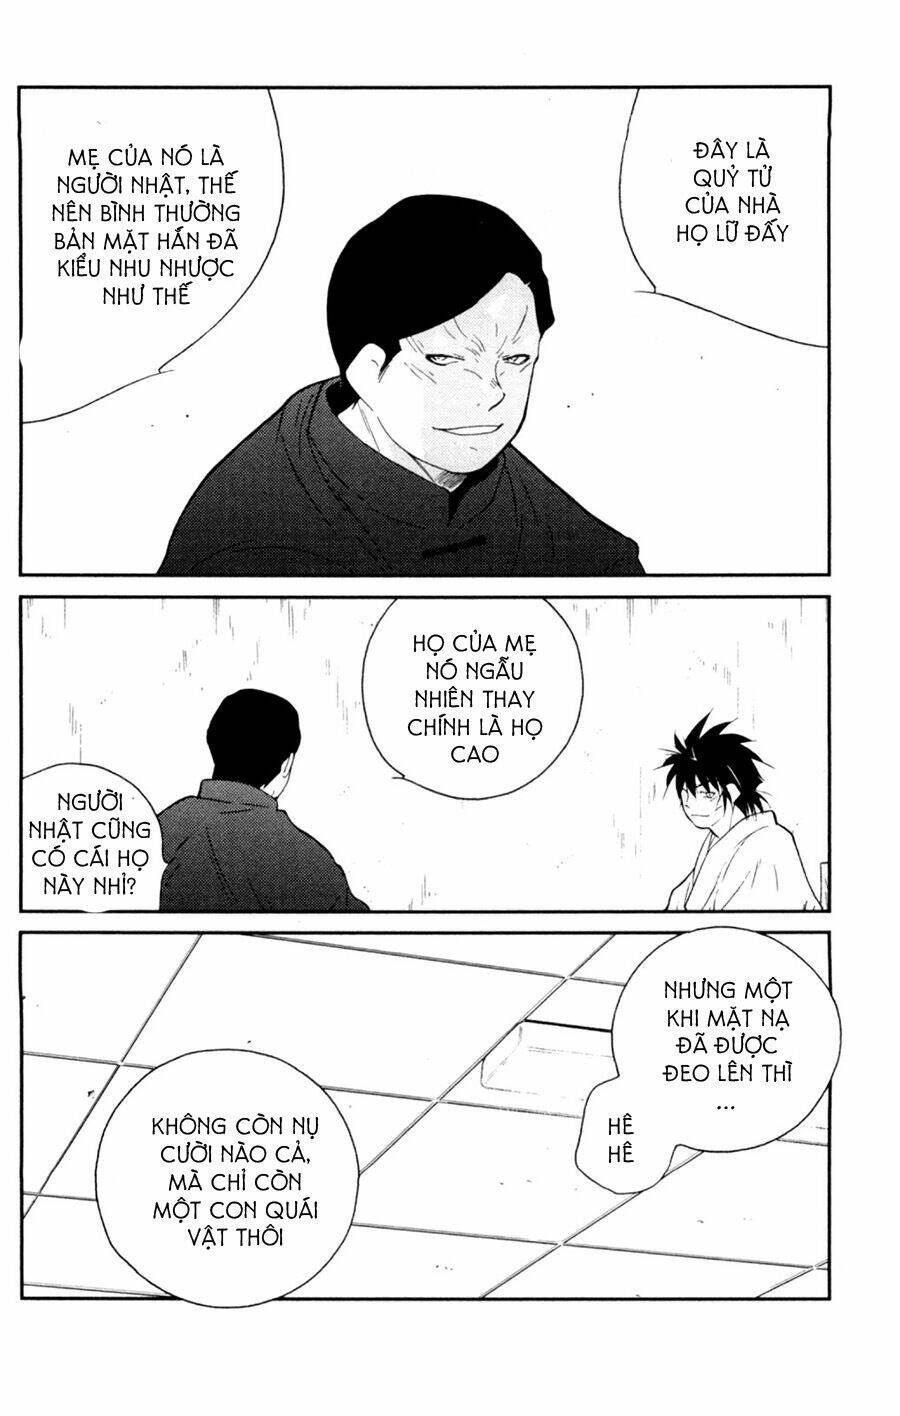 ĐÂY LÀ
QUỶ TỬ
CỦA NHÀ
HỌ LỮ ĐẤY
MẸ CỦA NÓ LÀ
NGƯỜI NHẬT, THẾ
NÊN BÌNH THƯỜNG
BẢN MẶT HẮN ĐÃ
KIỂU NHU NHƯỢC
NHƯ THẾ
HỌ CỦA MẸ
NÓ NGẪU
NHIÊN THAY
CHÍNH LÀ HỌ
CAO
NGƯỜI
NHẬT CŨNG
CÓ CÁI HỌ
NÀY NHỈ?
NHƯNG MỘT
KHI MẶT NẠ
ĐÃ ĐƯỢC
ĐEO LÊN THÌ
...
HÊ
HÊ
KHÔNG CÒN NỤ
CƯỜI NÀO CẢ,
MÀ CHỈ CÒN
MỘT CON QUÁI
VẬT THÔI